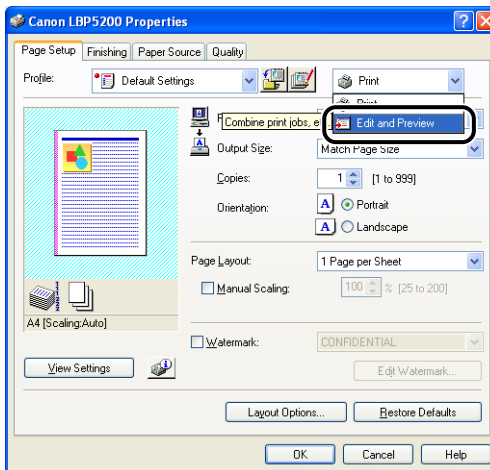 Canon LBP5200 Properties
Page Setup Finishing Paper Source Quality
Profile: Default Settings Print
Edit and Preview
Combine print jobs, e
Output Size: Match Page Size
Copies: 1 [1 to 999]
Orientation: A Portrait
A Landscape
Page Layout: 1 Page per Sheet
Manual Scaling: 100 % [25 to 200]
A4 [Scaling:Auto]
Watermark: CONFIDENTIAL
View Settings Edit Watermark...
Layout Options... Restore Defaults
OK Cancel Help